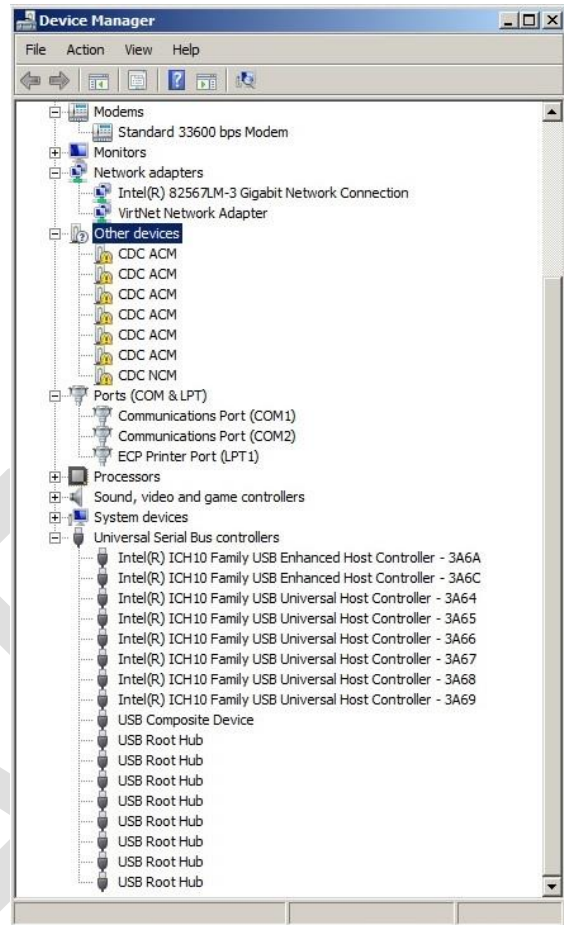 Device Manager
File Action View Help
Modems
Standard 33600 bps Modem
Monitors
Network adapters
Intel(R) 82567LM-3 Gigabit Network Connection
VirtNet Network Adapter
Other devices
CDC ACM
CDC ACM
CDC ACM
CDC ACM
CDC ACM
CDC ACM
CDC NCM
Ports (COM & LPT)
Communications Port (COM1)
Communications Port (COM2)
ECP Printer Port (LPT1)
Processors
Sound, video and game controllers
System devices
Universal Serial Bus controllers
Intel(R) ICH10 Family USB Enhanced Host Controller - 3A6A
Intel(R) ICH10 Family USB Enhanced Host Controller - 3A6C
Intel(R) ICH10 Family USB Universal Host Controller - 3A64
Intel(R) ICH10 Family USB Universal Host Controller - 3A65
Intel(R) ICH10 Family USB Universal Host Controller - 3A66
Intel(R) ICH10 Family USB Universal Host Controller - 3A67
Intel(R) ICH10 Family USB Universal Host Controller - 3A68
Intel(R) ICH10 Family USB Universal Host Controller - 3A69
USB Composite Device
USB Root Hub
USB Root Hub
USB Root Hub
USB Root Hub
USB Root Hub
USB Root Hub
USB Root Hub
USB Root Hub